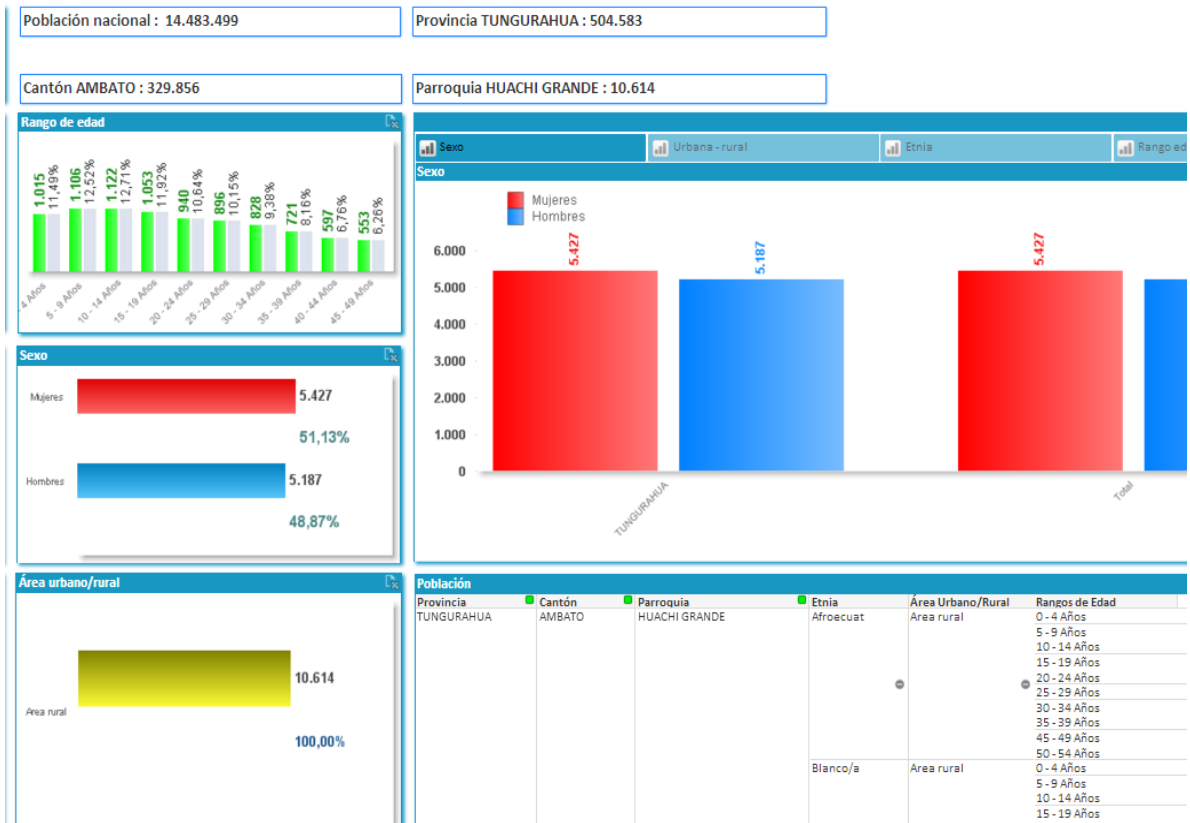 Población nacional : 14.483.499
Provincia TUNGURAHUA : 504.583
Cantón AMBATO : 329.856
Parroquia HUACHI GRANDE : 10.614
Rango de edad
1.015 11,49%
1.106 12,52%
1.122 12,71%
1.053 11,92%
940 10,64%
896 10,15%
828 9,38%
721 8,16%
597 6,76%
553 6,26%
4 Años
5 - 9 Años
10 - 14 Años
15 - 19 Años
20 - 24 Años
25 - 29 Años
30 - 34 Años
35 - 39 Años
40 - 44 Años
45 - 49 Años
Sexo
Mujeres 5.427
51,13%
Hombres 5.187
48,87%
Área urbano/rural
Area rural 10.614
100,00%
Sexo Urbana - rural Etnia Rango ed
Sexo
Mujeres
Hombres
6.000
5.000
4.000
3.000
2.000
1.000
0
5.427
5.187
5.427
TUNGURAHUA
Total
Población
Provincia Cantón Parroquia Etnia Área Urbano/Rural Rangos de Edad
TUNGURAHUA AMBATO HUACHI GRANDE Afroecuat Area rural 0 - 4 Años
5 - 9 Años
10 - 14 Años
15 - 19 Años
20 - 24 Años
25 - 29 Años
30 - 34 Años
35 - 39 Años
45 - 49 Años
50 - 54 Años
Blanco/a Area rural 0 - 4 Años
5 - 9 Años
10 - 14 Años
15 - 19 Años